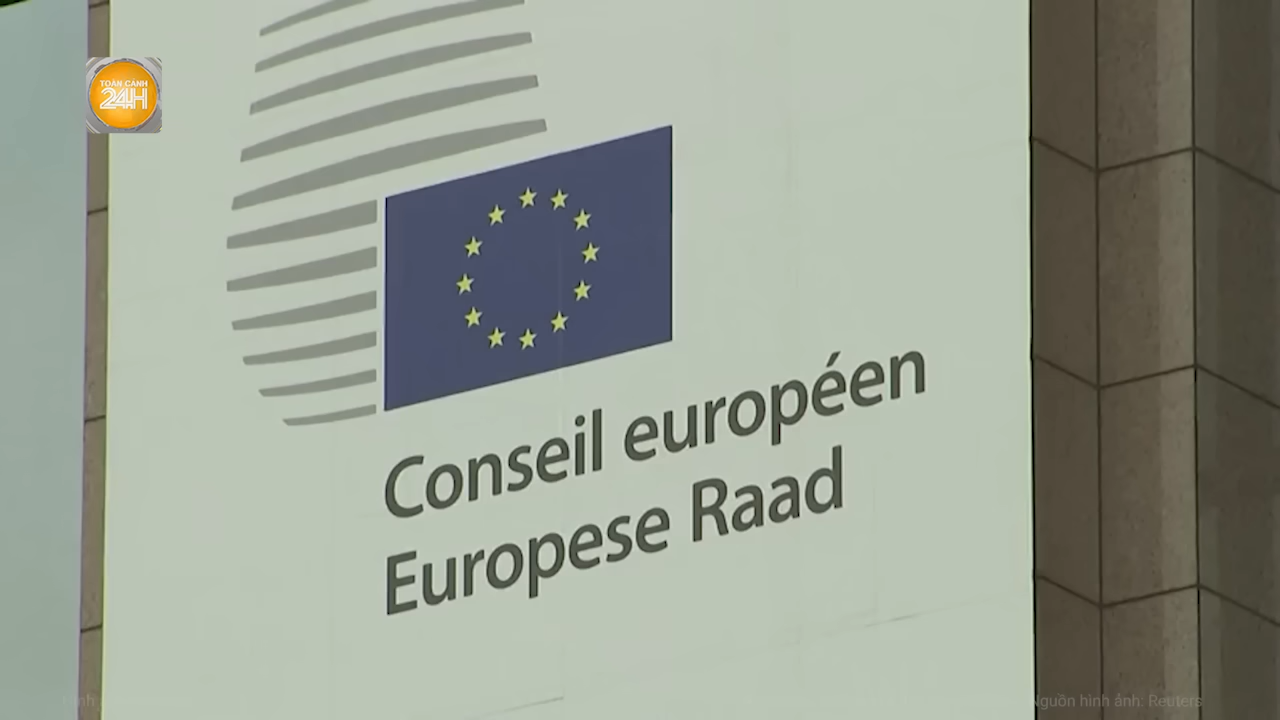 TOÀN CẢNH
24H
Conseil européen
Europese Raad
Nguồn hình ảnh: Reuters